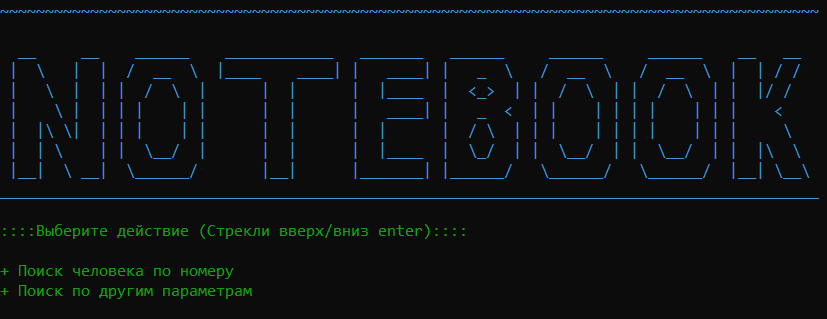 NOTEBOOK
::::Выберите действие (Стрекли вверх/вниз enter)::::
+ Поиск человека по номеру
+ Поиск по другим параметрам